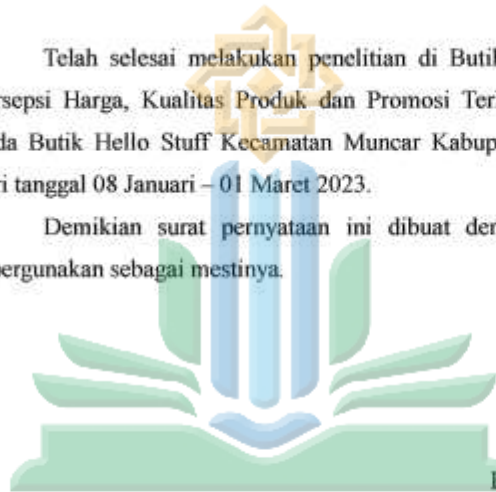 Telah selesai melakukan penelitian di Butik
rsepsi Harga, Kualitas Produk dan Promosi Ter
da Butik Hello Stuff Kecamatan Muncar Kabup
ri tanggal 08 Januari – 01 Maret 2023.
Demikian surat pernyataan ini dibuat der
pergunakan sebagai mestinya.